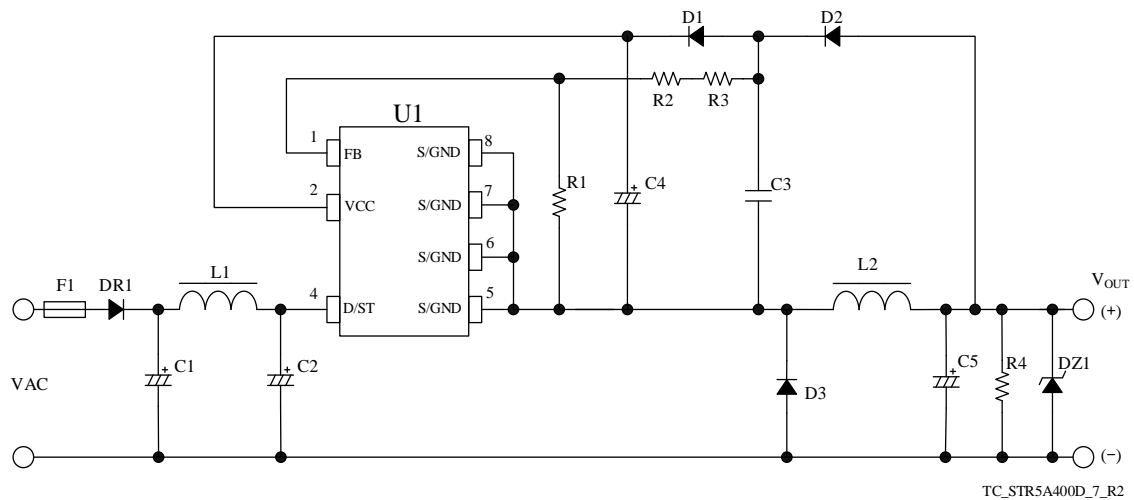 D1
D2
R2
R3
U1
1
FB
S/GND
8
2
VCC
S/GND
7
R1
C4
C3
S/GND
6
F1
DR1
L1
4
D/ST
S/GND
5
L2
VOUT
(+)
VAC
C1
C2
D3
C5
R4
DZ1
(−)
TC_STR5A400D_7_R2